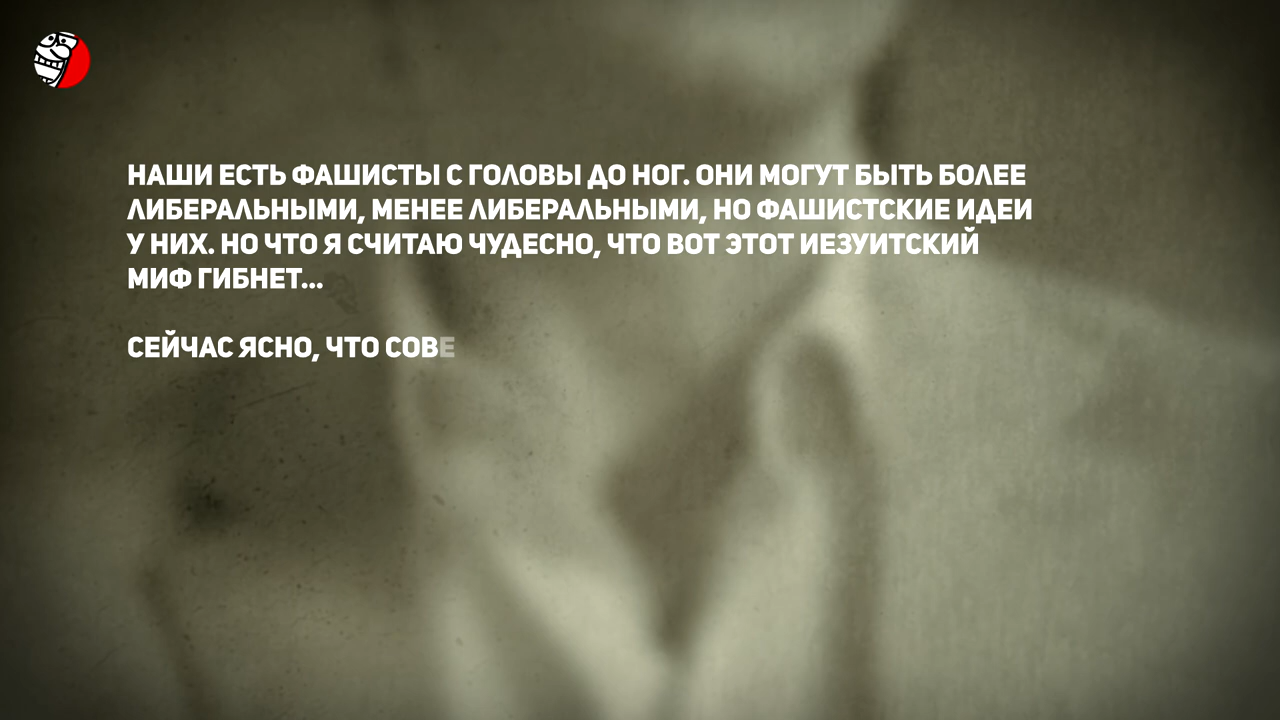 НАШИ ЕСТЬ ФАШИСТЫ С ГОЛОВЫ ДО НОГ. ОНИ МОГУТ БЫТЬ БОЛЕЕ
ЛИБЕРАЛЬНЫМИ, МЕНЕЕ ЛИБЕРАЛЬНЫМИ, НО ФАШИСТСКИЕ ИДЕИ
У НИХ. НО ЧТО Я СЧИТАЮ ЧУДЕСНО, ЧТО ВОТ ЭТОТ ИЕЗУИТСКИЙ
МИФ ГИБНЕТ...
СЕЙЧАС ЯСНО, ЧТО СОВЕ